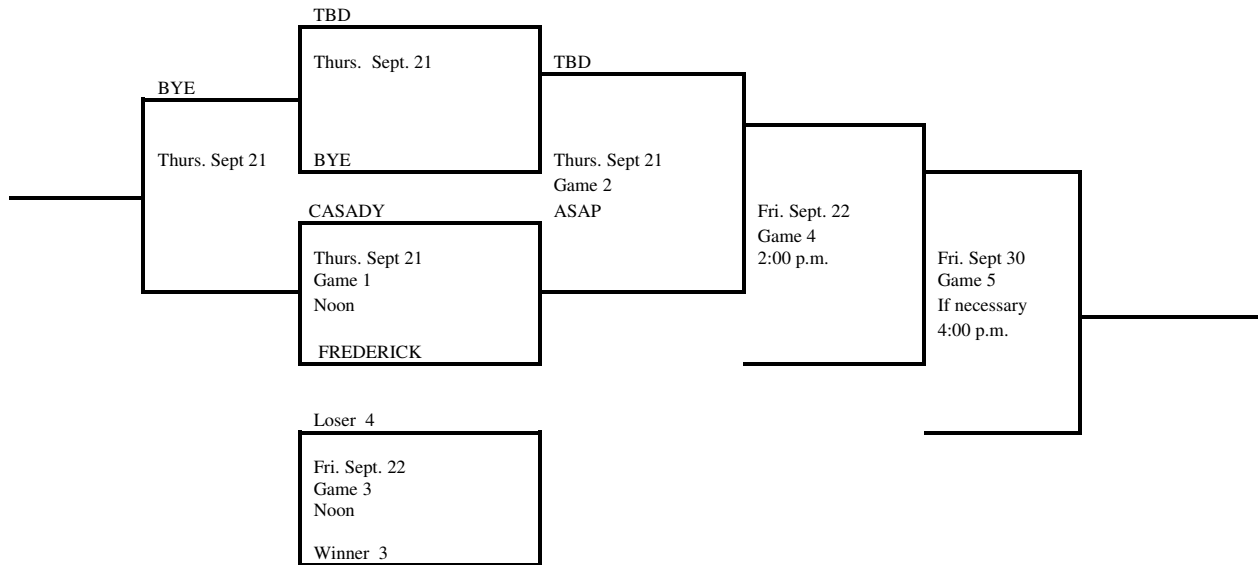 TBD
Thurs. Sept. 21
TBD
BYE
Thurs. Sept 21
BYE
Thurs. Sept 21
Game 2
ASAP
CASADY
Fri. Sept. 22
Game 4
2:00 p.m.
Thurs. Sept 21
Game 1
Noon
Fri. Sept 30
Game 5
If necessary
4:00 p.m.
FREDERICK
Loser 4
Fri. Sept. 22
Game 3
Noon
Winner 3